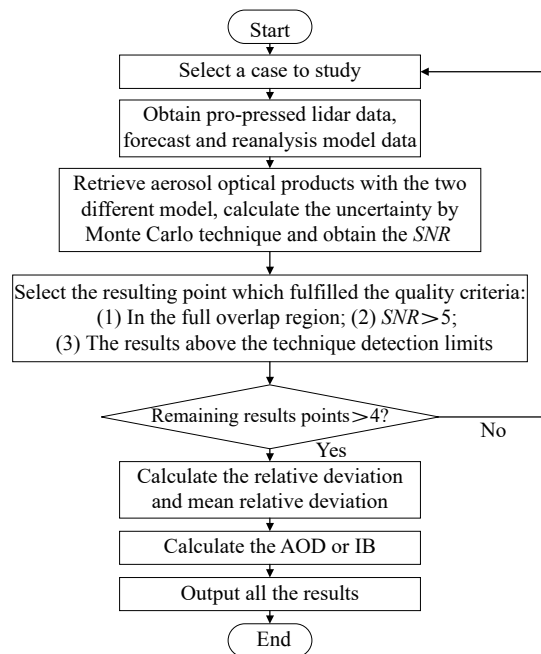 Start
Select a case to study
Obtain pro-pressed lidar data,
forecast and reanalysis model data
Retrieve aerosol optical products with the two
different model, calculate the uncertainty by
Monte Carlo technique and obtain the SNR
Select the resulting point which fulfilled the quality criteria:
(1) In the full overlap region; (2) SNR>5;
(3) The results above the technique detection limits
Remaining results points>4?
No
Yes
Calculate the relative deviation
and mean relative deviation
Calculate the AOD or IB
Output all the results
End